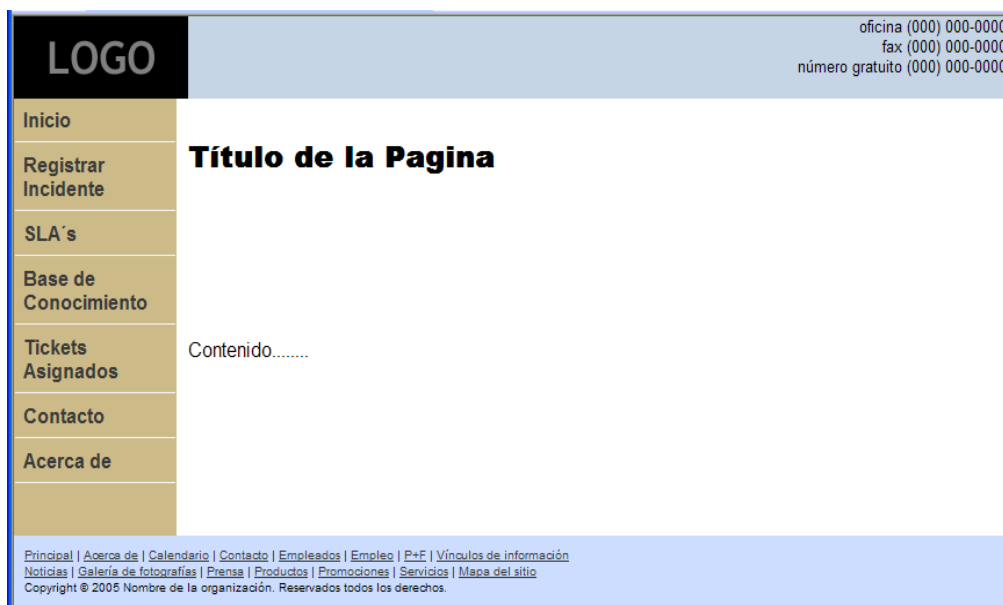 LOGO
oficina (000) 000-0000
fax (000) 000-0000
número gratuito (000) 000-0000
Inicio
Registrar
Incidente
SLA´s
Base de
Conocimiento
Tickets
Asignados
Contacto
Acerca de
Título de la Pagina
Contenido........
Principal | Acerca de | Calendario | Contacto | Empleados | Empleo | P+F | Vínculos de información
Noticias | Galería de fotografías | Prensa | Productos | Promociones | Servicios | Mapa del sitio
Copyright © 2005 Nombre de la organización. Reservados todos los derechos.